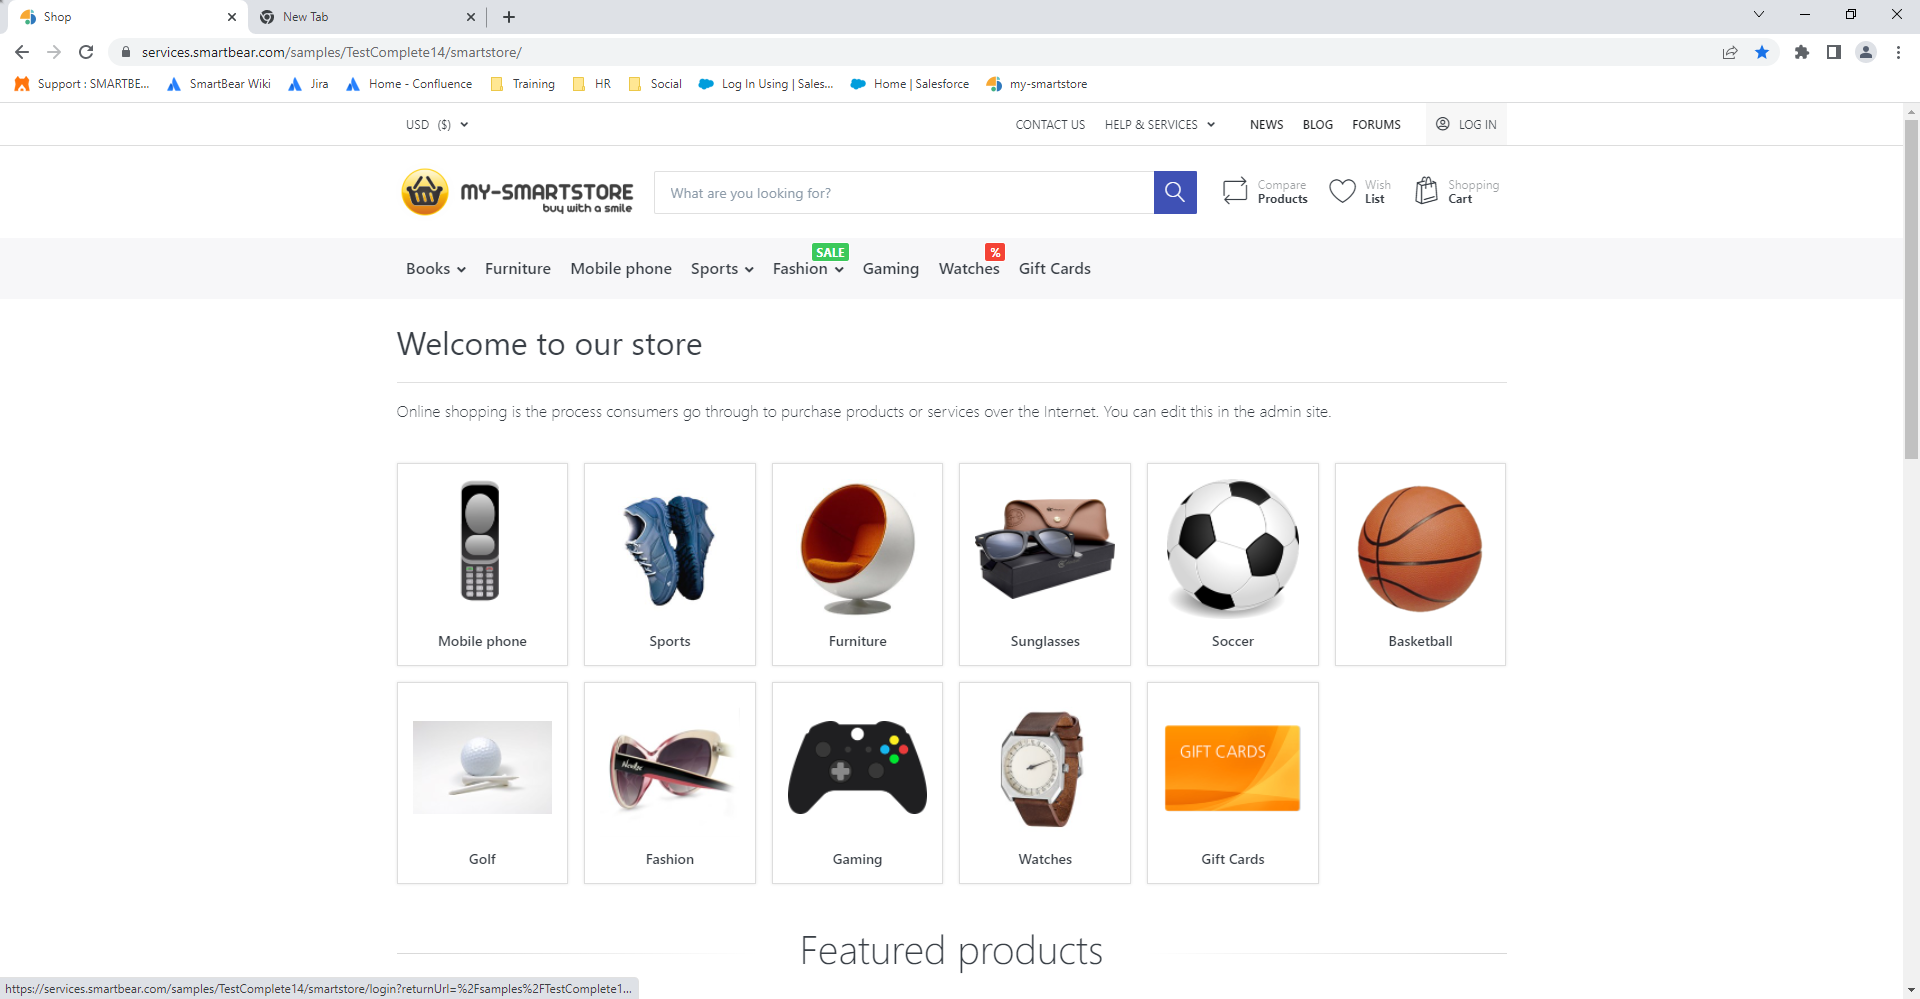 Shop
New Tab
services.smartbear.com/samples/TestComplete14/smartstore/
Support : SMARTBE...
SmartBear Wiki
Jira
Home - Confluence
Training
HR
Social
Log In Using | Sales...
Home | Salesforce
my-smartstore
USD ($)
CONTACT US
HELP & SERVICES
NEWS
BLOG
FORUMS
LOG IN
MY-SMARTSTORE
buy with a smile
What are you looking for?
Compare
Products
Wish
List
Shopping
Cart
SALE
%
Books
Furniture
Mobile phone
Sports
Fashion
Gaming
Watches
Gift Cards
Welcome to our store
Online shopping is the process consumers go through to purchase products or services over the Internet. You can edit this in the admin site.
Mobile phone
Sports
Furniture
Sunglasses
Soccer
Basketball
GIFT CARDS
Golf
Fashion
Gaming
Watches
Gift Cards
Featured products
https://services.smartbear.com/samples/TestComplete14/smartstore/login?returnUrl=%2Fsamples%2FTestComplete1...